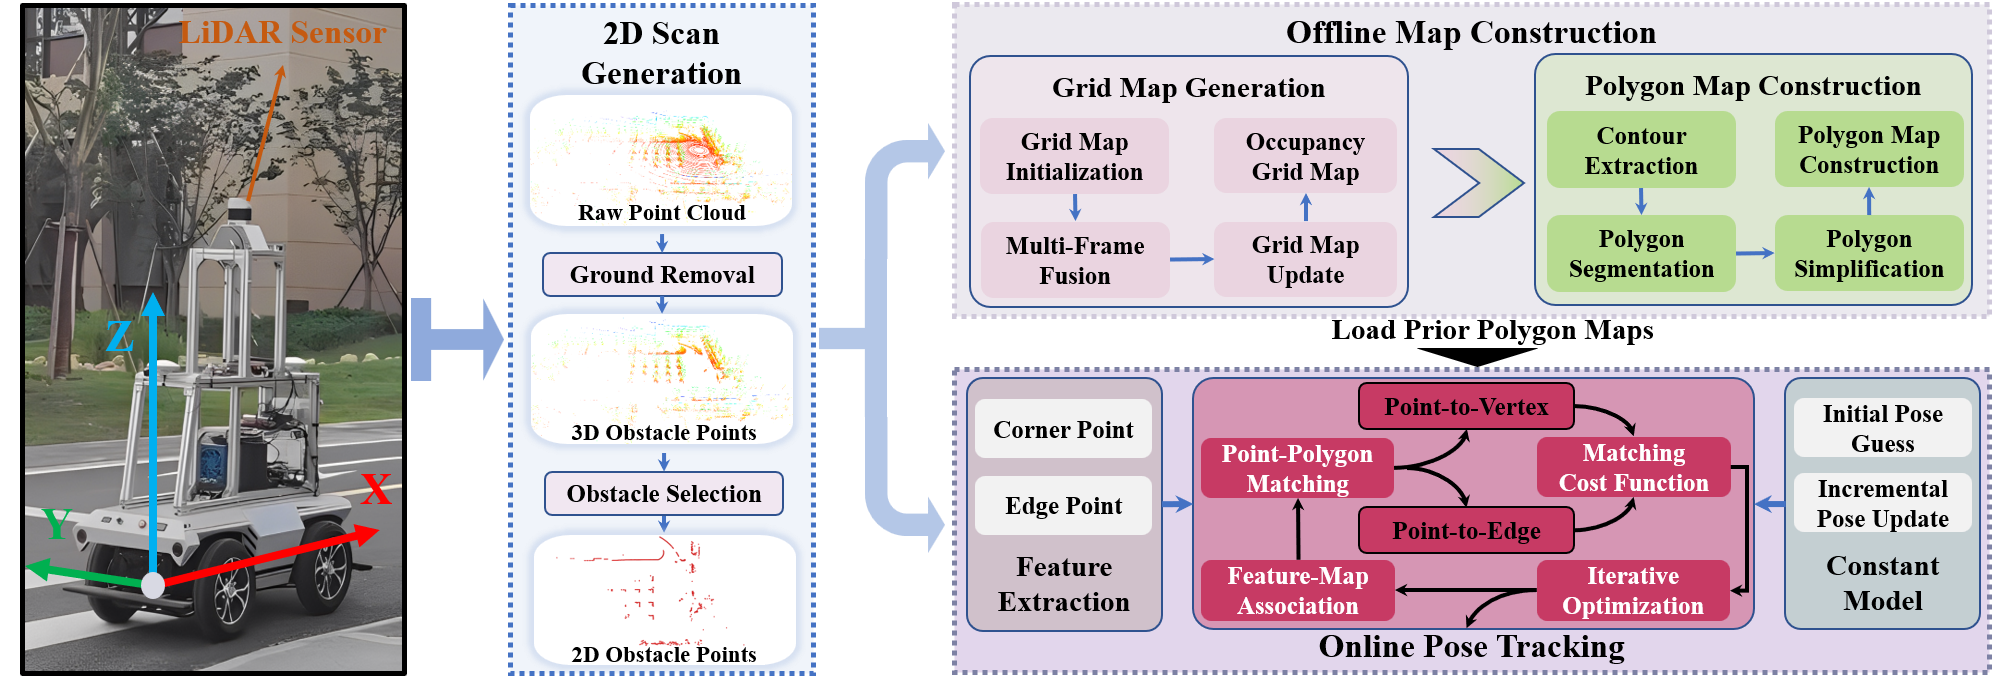 LiDAR Sensor
Z
X
Y
2D Scan
Generation
Raw Point Cloud
Ground Removal
3D Obstacle Points
Obstacle Selection
2D Obstacle Points
Offline Map Construction
Grid Map Generation
Grid Map
Initialization
Multi-Frame
Fusion
Grid Map
Update
Occupancy
Grid Map
Polygon Map Construction
Contour
Extraction
Polygon
Segmentation
Polygon
Simplification
Polygon Map
Construction
Load Prior Polygon Maps
Corner Point
Edge Point
Feature
Extraction
Point-to-Vertex
Point-Polygon
Matching
Matching
Cost Function
Point-to-Edge
Feature-Map
Association
Iterative
Optimization
Initial Pose
Guess
Incremental
Pose Update
Constant
Model
Online Pose Tracking